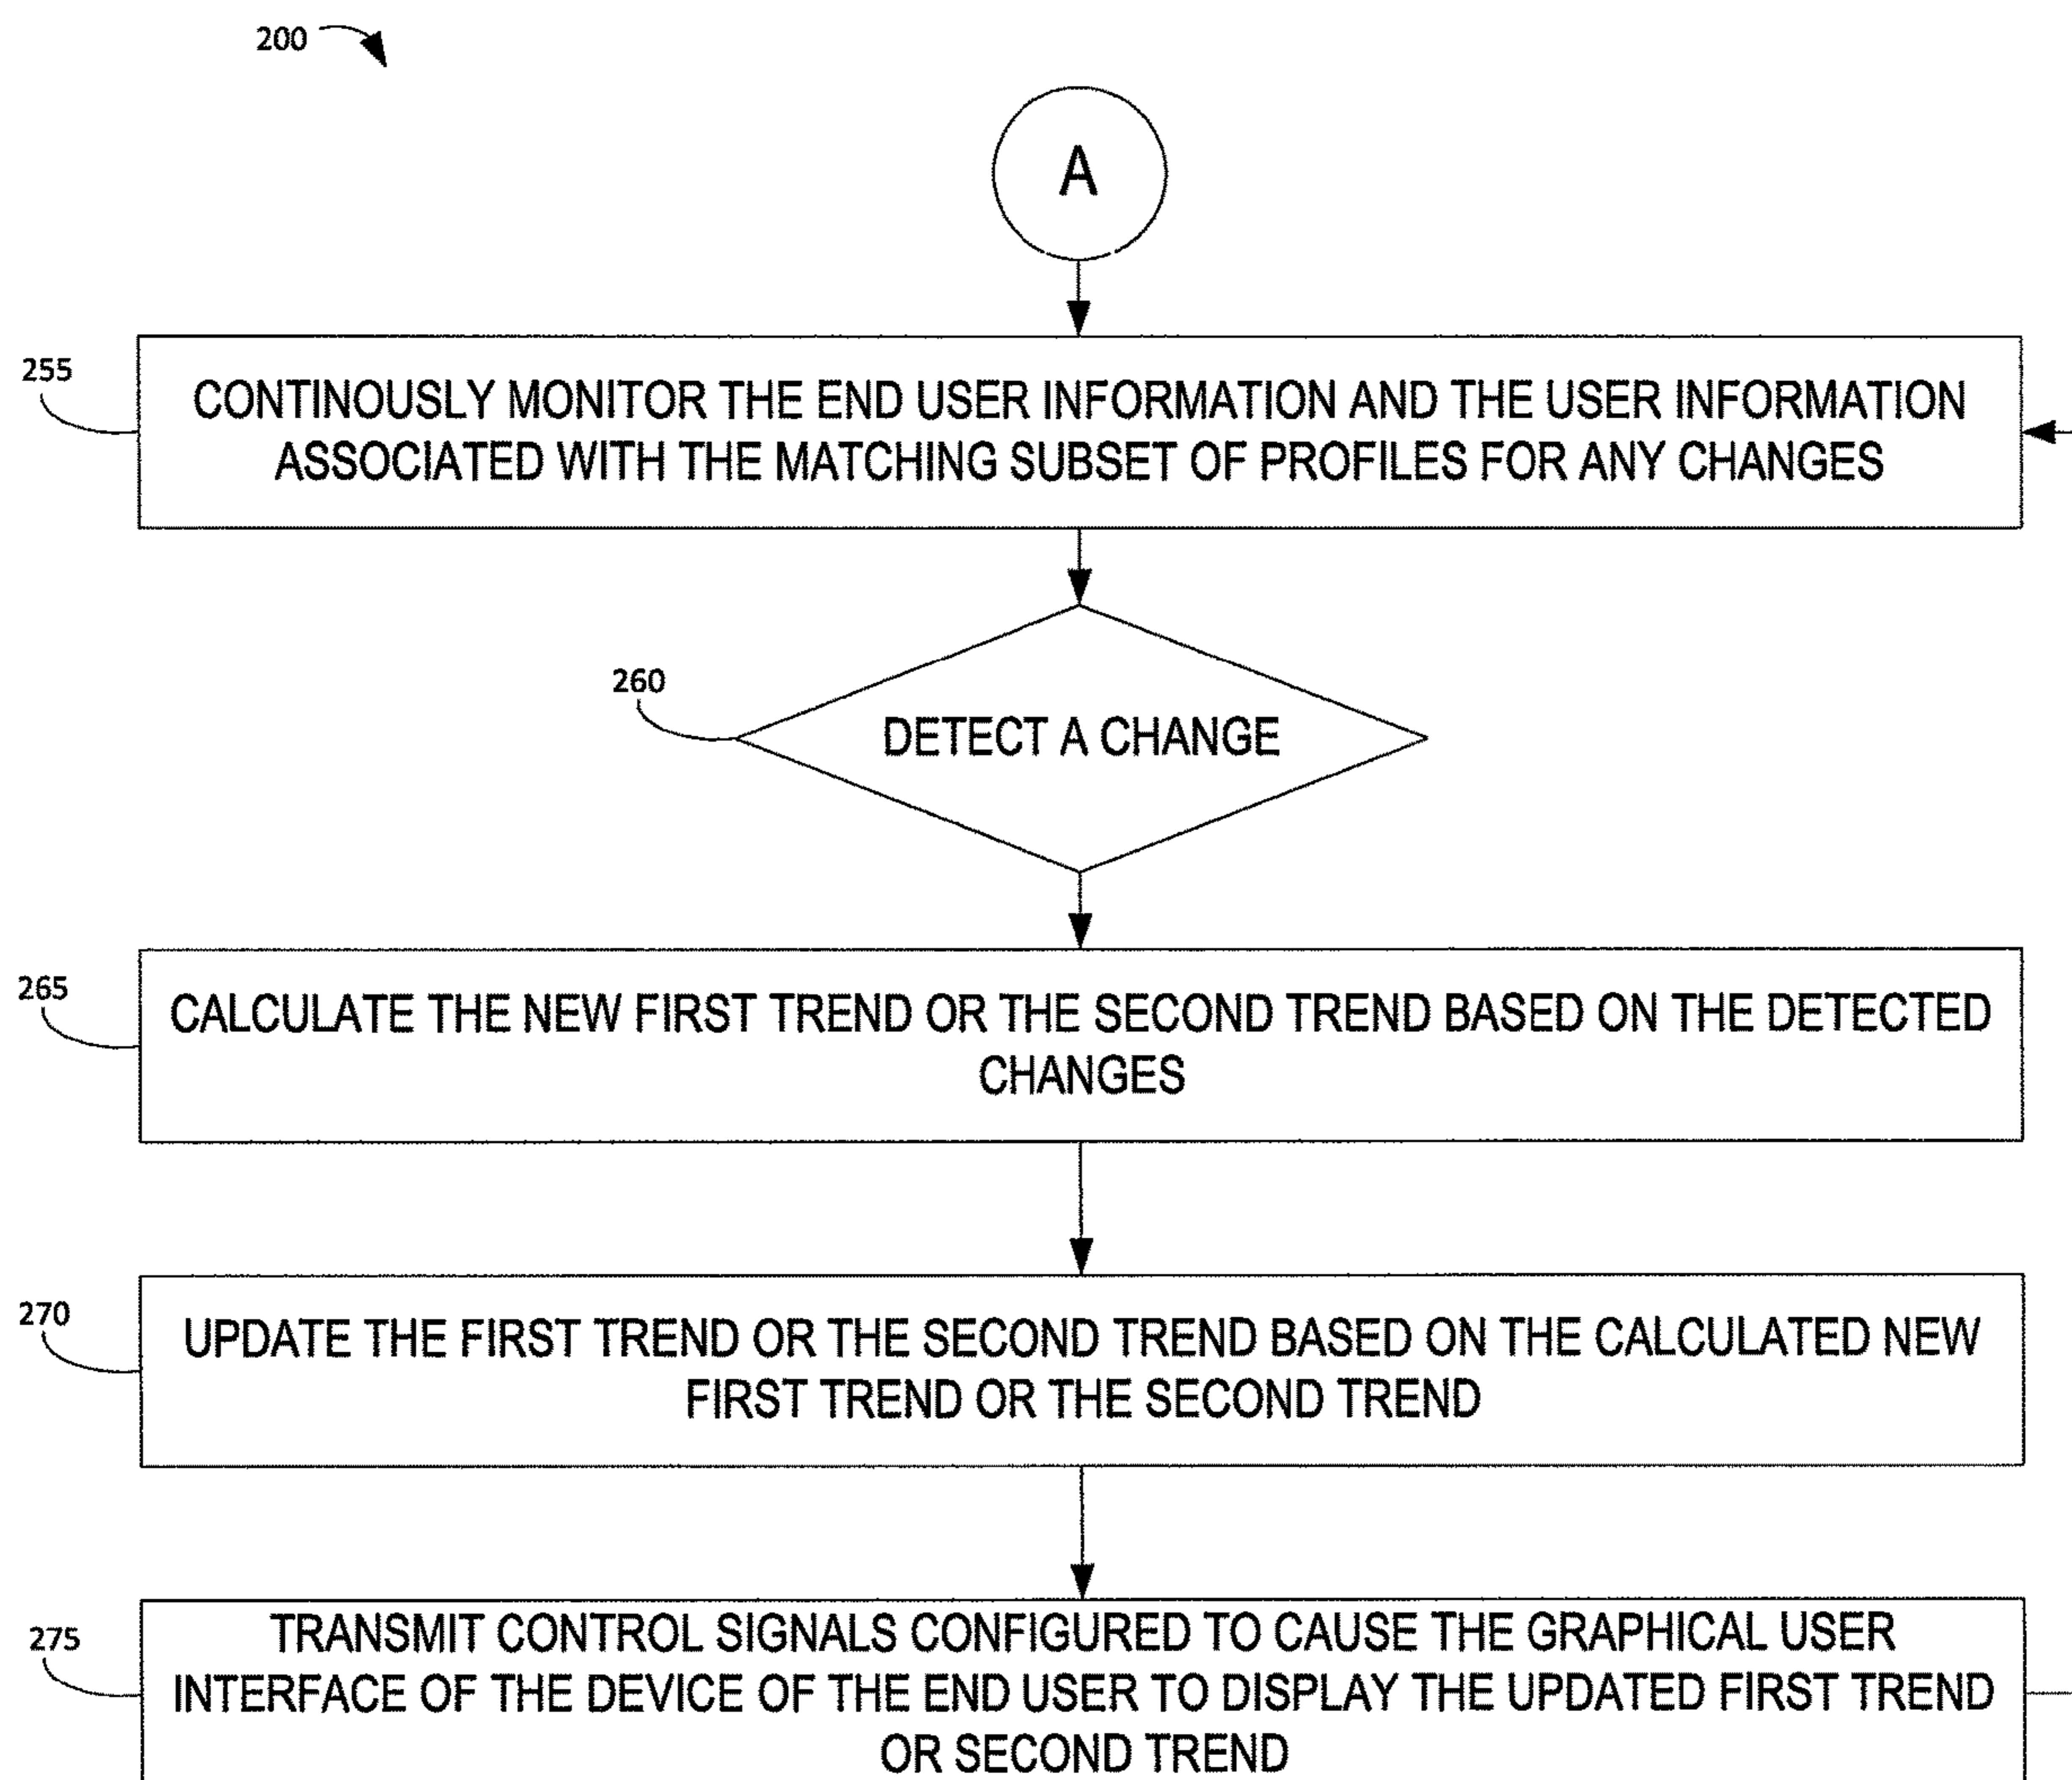 200
A
255
CONTINOUSLY MONITOR THE END USER INFORMATION AND THE USER INFORMATION
ASSOCIATED WITH THE MATCHING SUBSET OF PROFILES FOR ANY CHANGES
260
DETECT A CHANGE
265
CALCULATE THE NEW FIRST TREND OR THE SECOND TREND BASED ON THE DETECTED
CHANGES
270
UPDATE THE FIRST TREND OR THE SECOND TREND BASED ON THE CALCULATED NEW
FIRST TREND OR THE SECOND TREND
275
TRANSMIT CONTROL SIGNALS CONFIGURED TO CAUSE THE GRAPHICAL USER
INTERFACE OF THE DEVICE OF THE END USER TO DISPLAY THE UPDATED FIRST TREND
OR SECOND TREND